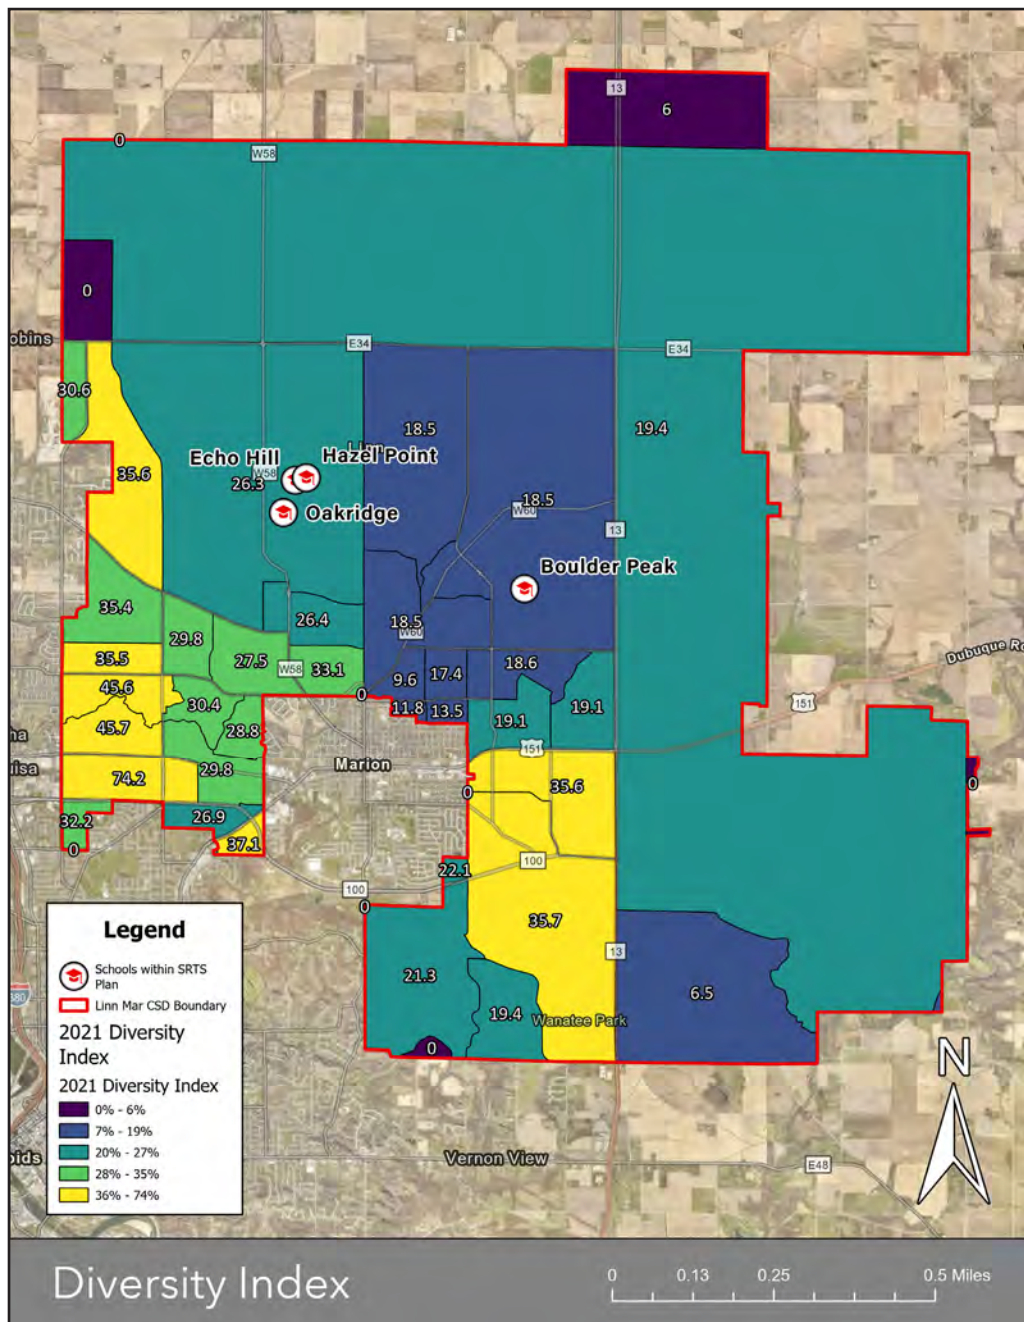 13
6
0
W58
0
obins
E34
E34
30.6
18.5
19.4
Linn
Echo Hill
Hazel Point
35.6
W58
26.3
18.5
W60
Oakridge
13
Boulder Peak
35.4
26.4
18.5
29.8
W60
35.5
27.5
33.1
18.6
W58
9.6
17.4
Dubuque Rd
45.6
0
30.4
11.8
13.5
19.1
19.1
151
45.7
28.8
ha
151
uisa
29.8
Marion
74.2
35.6
0
0
32.2
26.9
37.1
0
100
22.1
100
0
35.7
Legend
Schools within SRTS
Plan
Linn Mar CSD Boundary
2021 Diversity
Index
2021 Diversity Index
0% - 6%
7% - 19%
20% - 27%
28% - 35%
36% - 74%
13
21.3
6.5
380
19.4
Wanatee Park
0
N
oids
Vernon View
E48
Diversity Index
0 0.13 0.25 0.5 Miles